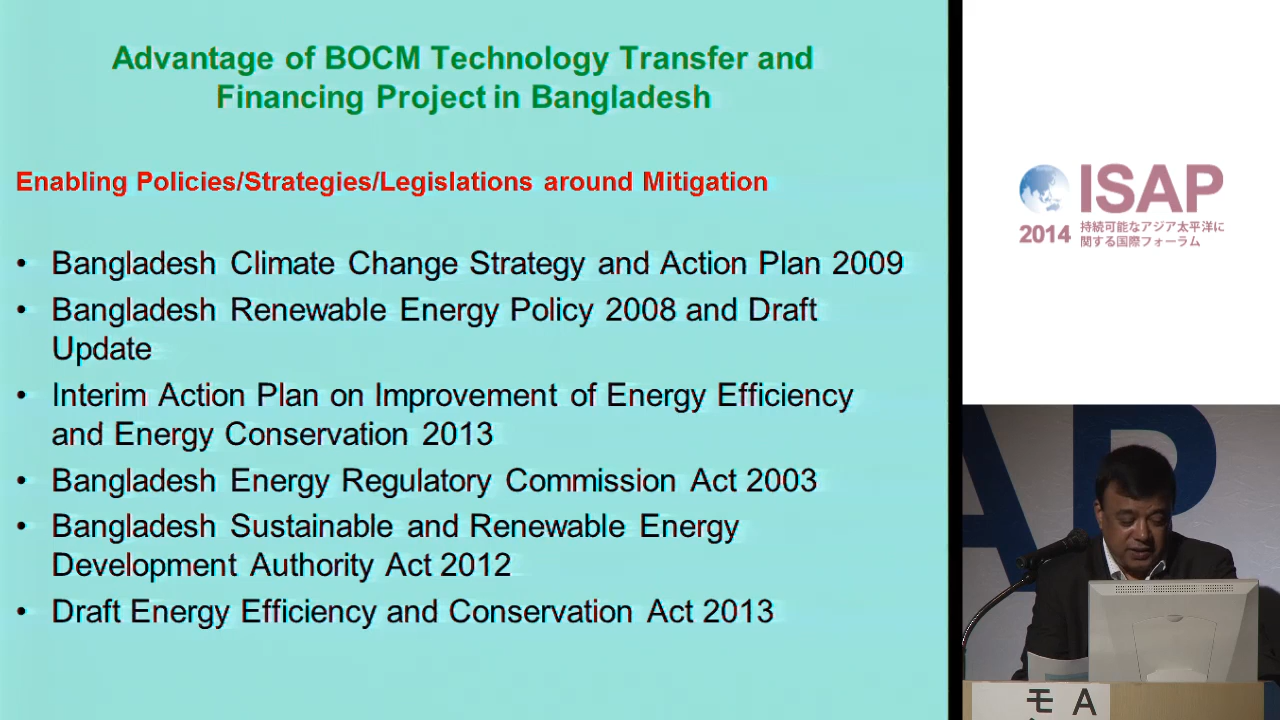 Advantage of BOCM Technology Transfer and
Financing Project in Bangladesh
Enabling Policies/Strategies/Legislations around Mitigation
• Bangladesh Climate Change Strategy and Action Plan 2009
• Bangladesh Renewable Energy Policy 2008 and Draft
Update
• Interim Action Plan on Improvement of Energy Efficiency
and Energy Conservation 2013
• Bangladesh Energy Regulatory Commission Act 2003
• Bangladesh Sustainable and Renewable Energy
Development Authority Act 2012
• Draft Energy Efficiency and Conservation Act 2013
ISAP
2014 持続可能なアジア太平洋に
関する国際フォーラム
AP
モ A